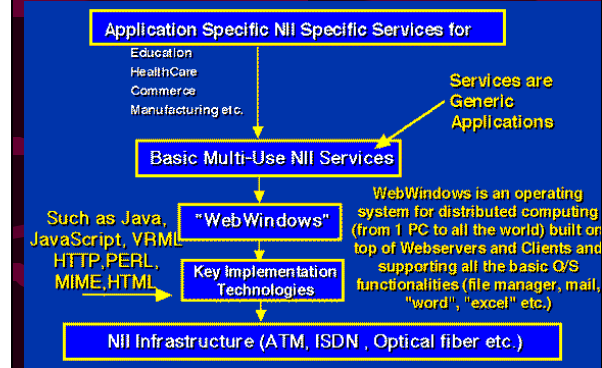 Application Specific NII Specific Services for
Education
HealthCare
Commerce
Manufacturing etc.
Services are
Generic
Applications
Basic Multi-Use NII Services
"WebWindows"
WebWindows is an operating
system for distributed computing
(from 1 PC to all the world) built on
top of Webservers and Clients and
supporting all the basic O/S
functionalities (file manager, mail,
"word", "excel" etc.)
Such as Java,
JavaScript, VRML
HTTP,PERL,
MIME,HTML
Key Implementation
Technologies
NII Infrastructure (ATM, ISDN , Optical fiber etc.)